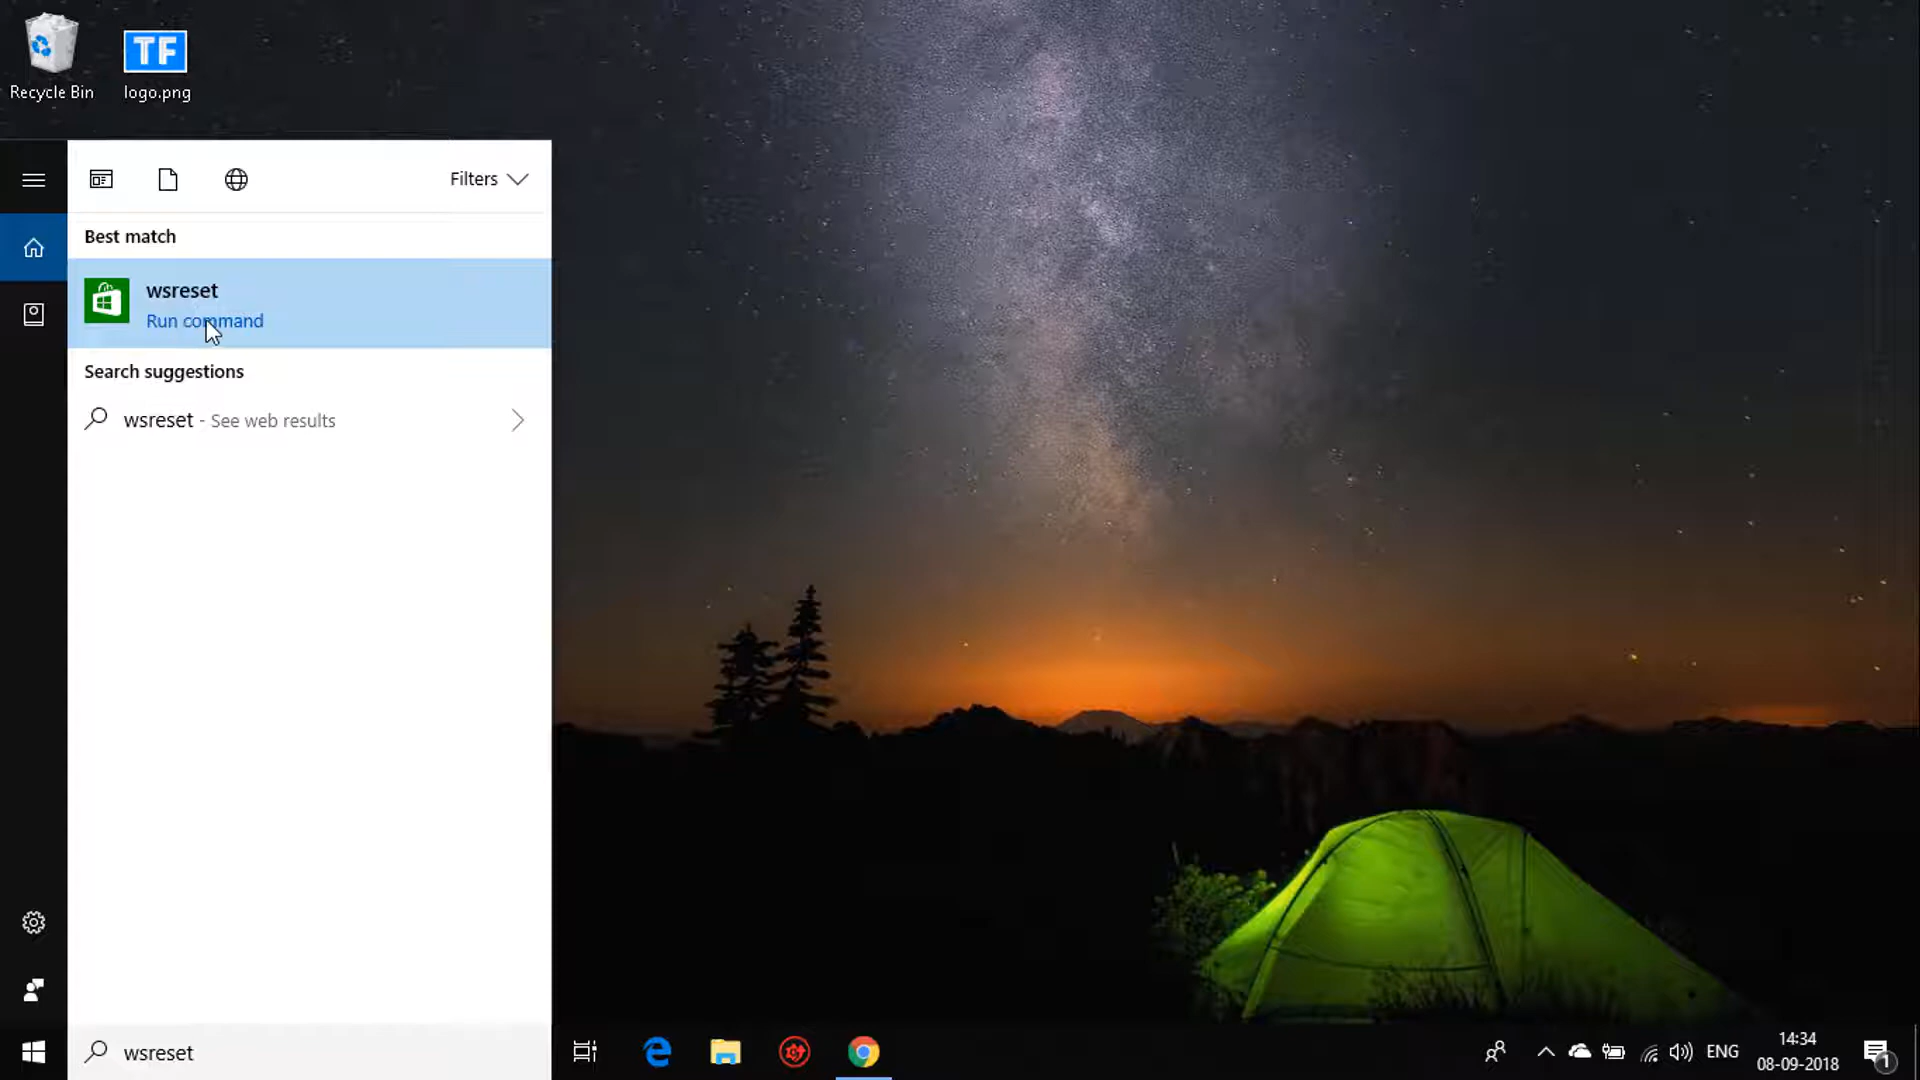 TF
Recycle Bin
logo.png
Filters
Best match
wsreset
Run command
Search suggestions
wsreset - See web results
wsreset
ENG
14:34
08-09-2018
1